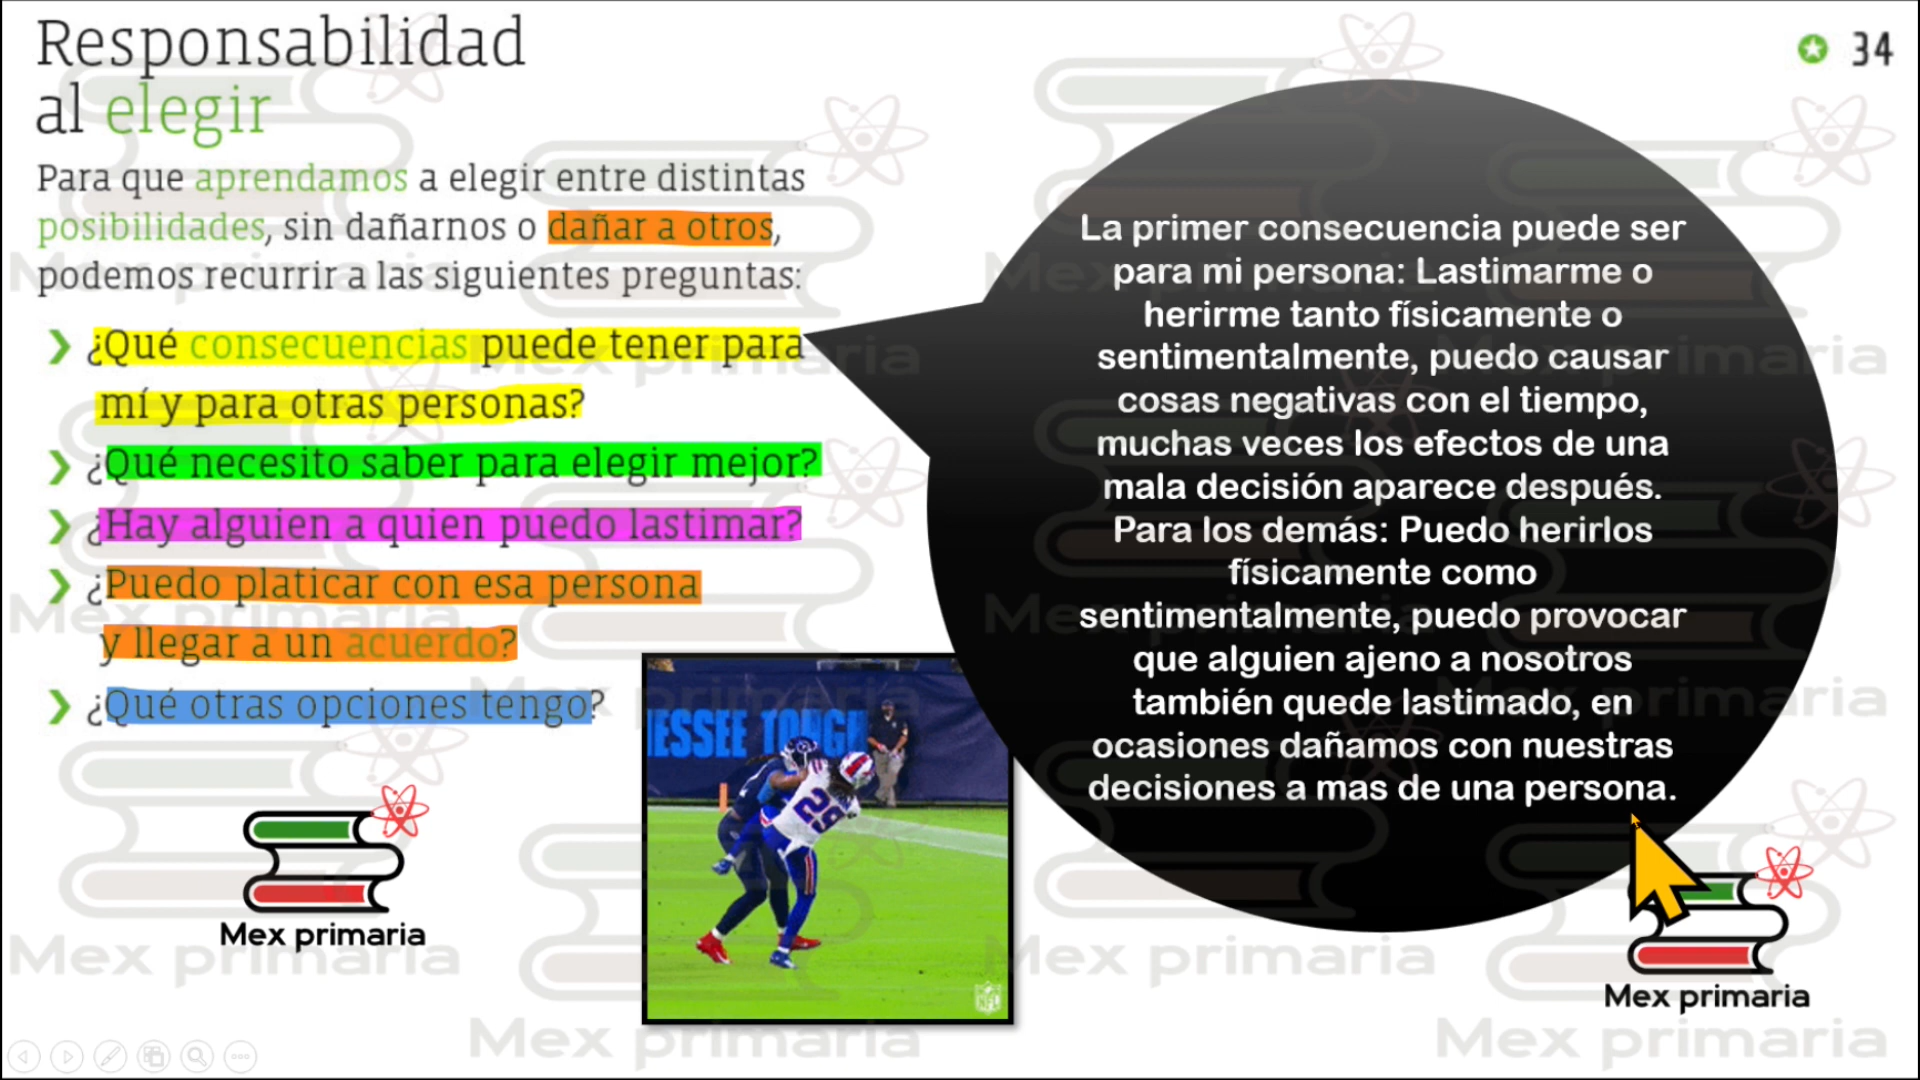 Responsabilidad
al elegir
34
Para que aprendamos a elegir entre distintas
posibilidades, sin dañarnos o dañar a otros,
podemos recurrir a las siguientes preguntas:
¿Qué consecuencias puede tener para
mí y para otras personas?
¿Qué necesito saber para elegir mejor?
¿Hay alguien a quien puedo lastimar?
¿Puedo platicar con esa persona
y llegar a un acuerdo?
¿Qué otras opciones tengo?
La primer consecuencia puede ser
para mi persona: Lastimarme o
herirme tanto físicamente o
sentimentalmente, puedo causar
cosas negativas con el tiempo,
muchas veces los efectos de una
mala decisión aparece después.
Para los demás: Puedo herirlos
físicamente como
sentimentalmente, puedo provocar
que alguien ajeno a nosotros
también quede lastimado, en
ocasiones dañamos con nuestras
decisiones a mas de una persona.
ESSEE TOUGH
29
NFL
Mex primaria
Mex primaria